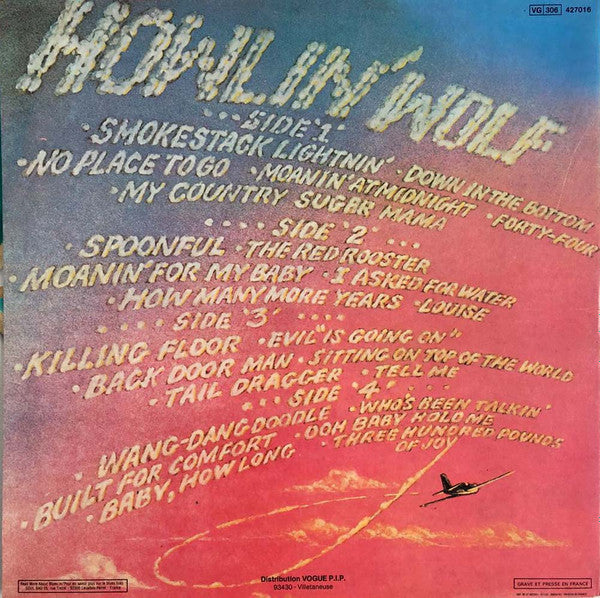 VG 306 427016
HOWLIN' WOLF
...SIDE '1'
·SMOKESTACK LIGHTNIN' ·DOWN IN THE BOTTOM
·NO PLACE TO GO ·MOANIN' AT MIDNIGHT ·FORTY-FOUR
·MY COUNTRY SUGAR MAMA
....SIDE '2'...
·SPOONFUL ·THE RED ROOSTER
·MOANIN' FOR MY BABY ·I ASKED FOR WATER
·HOW MANY MORE YEARS ·LOUISE
....SIDE '3'....
·KILLING FLOOR ·EVIL "IS GOING ON"
·BACK DOOR MAN ·SITTING ON TOP OF THE WORLD
·TAIL DRAGGER ·TELL ME
....SIDE '4'....
·WANG-DANG DOODLE ·WHO'S BEEN TALKIN'
·BUILT FOR COMFORT ·OOH BABY HOLD ME
·BABY, HOW LONG ·THREE HUNDRED POUNDS
OF JOY
Distribution VOGUE P.I.P.
93430 - Villetaneuse
GRAVE ET PRESSE EN FRANCE